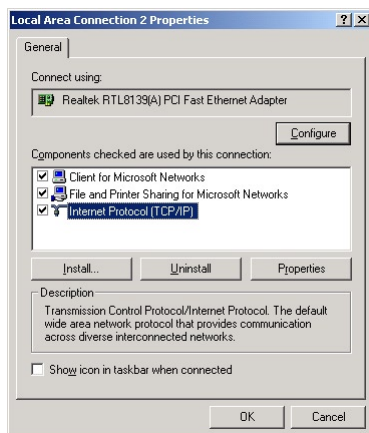 Local Area Connection 2 Properties
General
Connect using:
Realtek RTL8139(A) PCI Fast Ethernet Adapter
Configure
Components checked are used by this connection:
Client for Microsoft Networks
File and Printer Sharing for Microsoft Networks
Internet Protocol (TCP/IP)
Install... Uninstall Properties
Description
Transmission Control Protocol/Internet Protocol. The default
wide area network protocol that provides communication
across diverse interconnected networks.
Show icon in taskbar when connected
OK Cancel